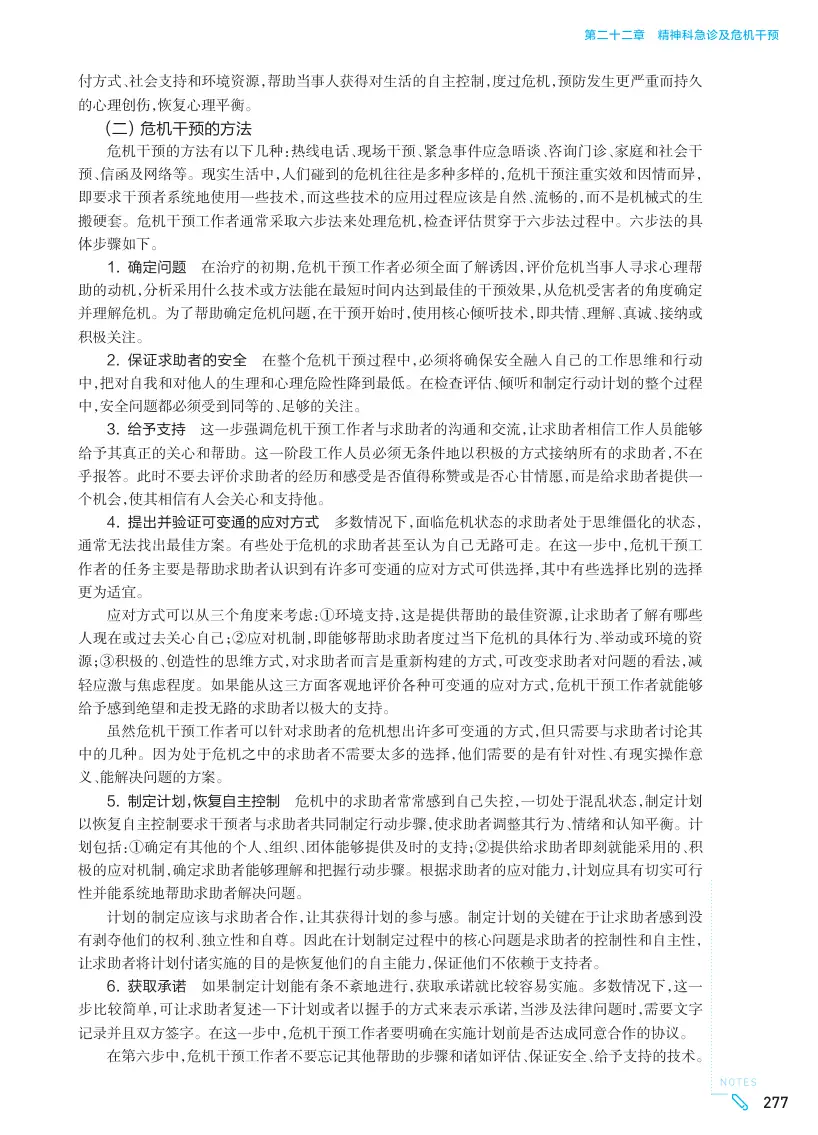 第二十二章　精神科急诊及危机干预
付方式、社会支持和环境资源,帮助当事人获得对生活的自主控制,度过危机,预防发生更严重而持久
的心理创伤,恢复心理平衡。
（二）危机干预的方法
危机干预的方法有以下几种:热线电话、现场干预、紧急事件应急晤谈、咨询门诊、家庭和社会干
预、信函及网络等。现实生活中,人们碰到的危机往往是多种多样的,危机干预注重实效和因情而异,
即要求干预者系统地使用一些技术,而这些技术的应用过程应该是自然、流畅的,而不是机械式的生
搬硬套。危机干预工作者通常采取六步法来处理危机,检查评估贯穿于六步法过程中。六步法的具
体步骤如下。
1. 确定问题　在治疗的初期,危机干预工作者必须全面了解诱因,评价危机当事人寻求心理帮
助的动机,分析采用什么技术或方法能在最短时间内达到最佳的干预效果,从危机受害者的角度确定
并理解危机。为了帮助确定危机问题,在干预开始时,使用核心倾听技术,即共情、理解、真诚、接纳或
积极关注。
2. 保证求助者的安全　在整个危机干预过程中,必须将确保安全融入自己的工作思维和行动
中,把对自我和对他人的生理和心理危险性降到最低。在检查评估、倾听和制定行动计划的整个过程
中,安全问题都必须受到同等的、足够的关注。
3. 给予支持　这一步强调危机干预工作者与求助者的沟通和交流,让求助者相信工作人员能够
给予其真正的关心和帮助。这一阶段工作人员必须无条件地以积极的方式接纳所有的求助者,不在
乎报答。此时不要去评价求助者的经历和感受是否值得称赞或是否心甘情愿,而是给求助者提供一
个机会,使其相信有人会关心和支持他。
4. 提出并验证可变通的应对方式　多数情况下,面临危机状态的求助者处于思维僵化的状态,
通常无法找出最佳方案。有些处于危机的求助者甚至认为自己无路可走。在这一步中,危机干预工
作者的任务主要是帮助求助者认识到有许多可变通的应对方式可供选择,其中有些选择比别的选择
更为适宜。
应对方式可以从三个角度来考虑:①环境支持,这是提供帮助的最佳资源,让求助者了解有哪些
人现在或过去关心自己;②应对机制,即能够帮助求助者度过当下危机的具体行为、举动或环境的资
源;③积极的、创造性的思维方式,对求助者而言是重新构建的方式,可改变求助者对问题的看法,减
轻应激与焦虑程度。如果能从这三方面客观地评价各种可变通的应对方式,危机干预工作者就能够
给予感到绝望和走投无路的求助者以极大的支持。
虽然危机干预工作者可以针对求助者的危机想出许多可变通的方式,但只需要与求助者讨论其
中的几种。因为处于危机之中的求助者不需要太多的选择,他们需要的是有针对性、有现实操作意
义、能解决问题的方案。
5. 制定计划,恢复自主控制　危机中的求助者常常感到自己失控,一切处于混乱状态,制定计划
以恢复自主控制要求干预者与求助者共同制定行动步骤,使求助者调整其行为、情绪和认知平衡。计
划包括:①确定有其他的个人、组织、团体能够提供及时的支持;②提供给求助者即刻就能采用的、积
极的应对机制,确定求助者能够理解和把握行动步骤。根据求助者的应对能力,计划应具有切实可行
性并能系统地帮助求助者解决问题。
计划的制定应该与求助者合作,让其获得计划的参与感。制定计划的关键在于让求助者感到没
有剥夺他们的权利、独立性和自尊。因此在计划制定过程中的核心问题是求助者的控制性和自主性,
让求助者将计划付诸实施的目的是恢复他们的自主能力,保证他们不依赖于支持者。
6. 获取承诺　如果制定计划能有条不紊地进行,获取承诺就比较容易实施。多数情况下,这一
步比较简单,可让求助者复述一下计划或者以握手的方式来表示承诺,当涉及法律问题时,需要文字
记录并且双方签字。在这一步中,危机干预工作者要明确在实施计划前是否达成同意合作的协议。
在第六步中,危机干预工作者不要忘记其他帮助的步骤和诸如评估、保证安全、给予支持的技术。
NOTES
277